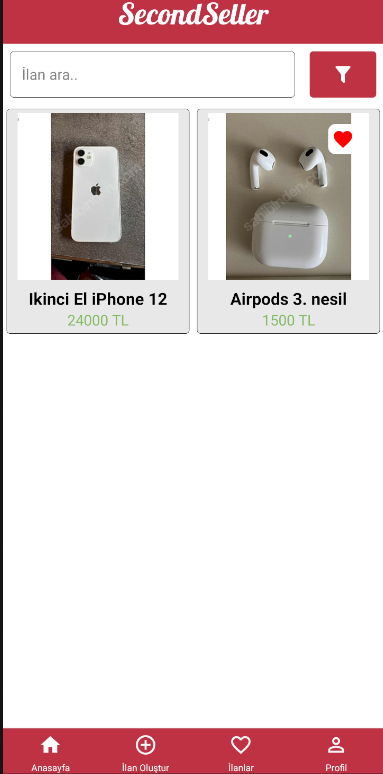 SecondSeller
İlan ara..
Ikinci El iPhone 12
24000 TL
Airpods 3. nesil
1500 TL
Anasayfa
İlan Oluştur
İlanlar
Profil